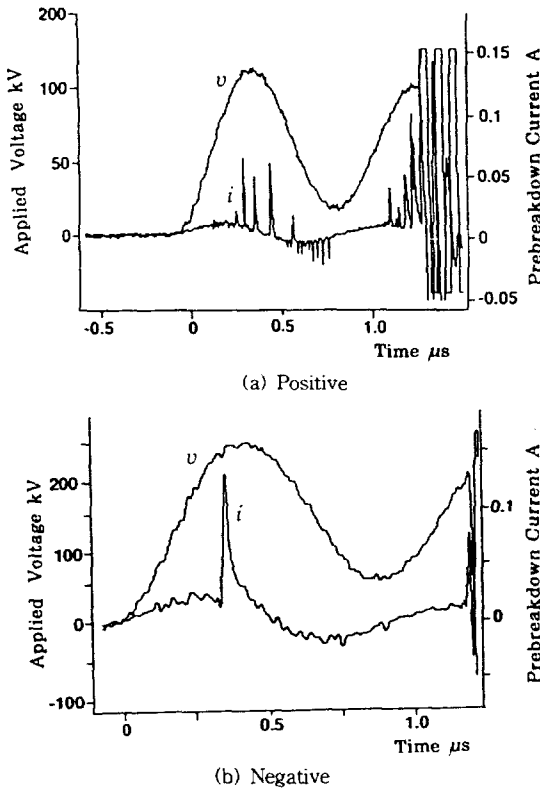 200
100
50
0
Applied Voltage kV
v
i
0.15
0.1
0.05
0
-0.05
Prebreakdown Current A
-0.5
0
0.5
1.0
Time μs
(a) Positive
200
100
0
-100
Applied Voltage kV
v
i
0.1
0
Prebreakdown Current A
0
0.5
1.0
Time μs
(b) Negative